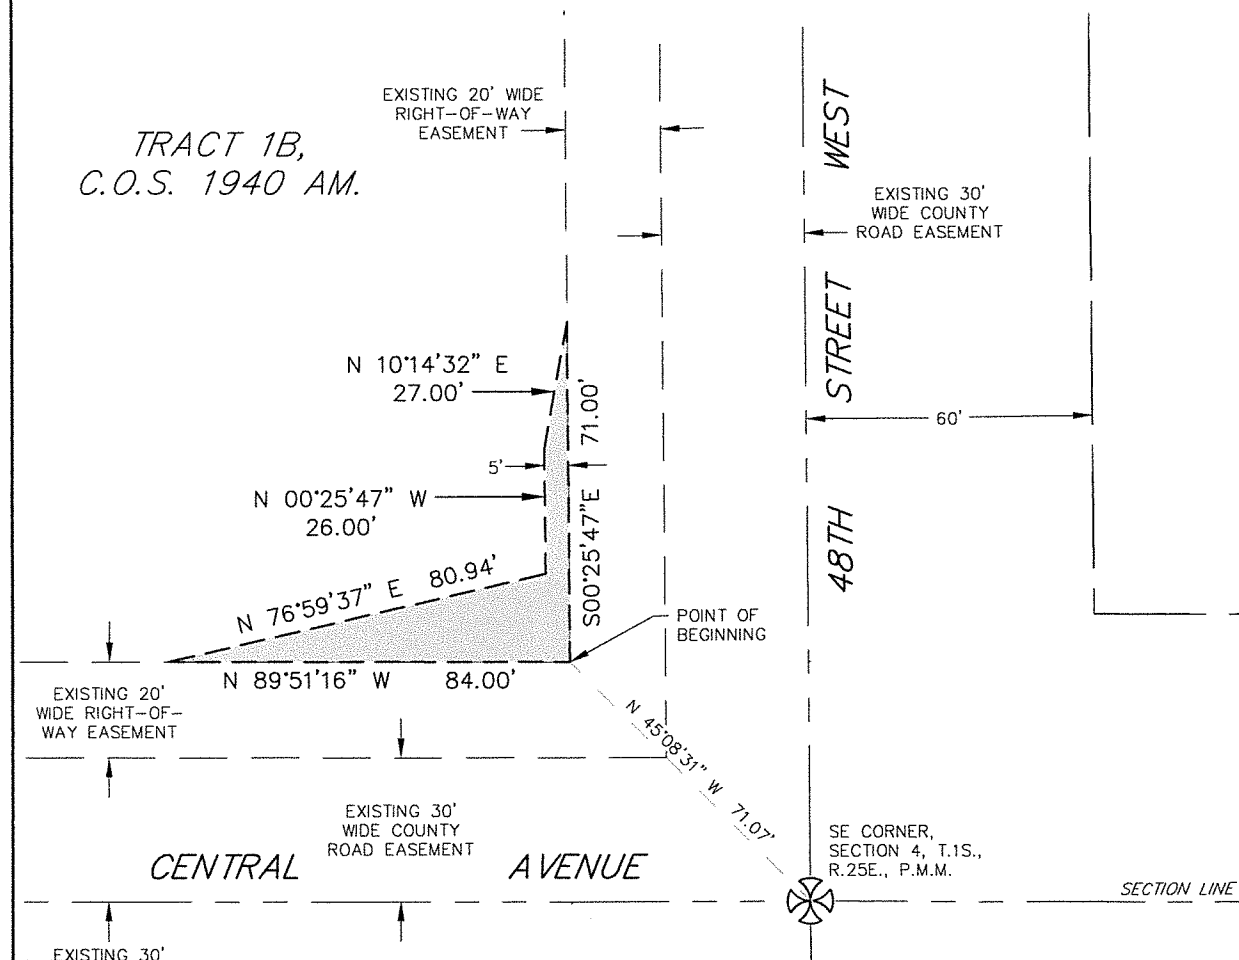 EXISTING 20' WIDE
RIGHT-OF-WAY
EASEMENT
TRACT 1B,
C.O.S. 1940 AM.
EXISTING 30'
WIDE COUNTY
ROAD EASEMENT
48TH STREET WEST
N 10°14'32" E
27.00'
71.00'
60'
5'
N 00°25'47" W
26.00'
S00°25'47"E
N 76°59'37" E 80.94'
POINT OF
BEGINNING
N 89°51'16" W 84.00'
EXISTING 20'
WIDE RIGHT-OF-
WAY EASEMENT
N 45°08'31" W 71.07'
EXISTING 30'
WIDE COUNTY
ROAD EASEMENT
SE CORNER,
SECTION 4, T.1S.,
R.25E., P.M.M.
CENTRAL AVENUE
SECTION LINE
EXISTING 30'